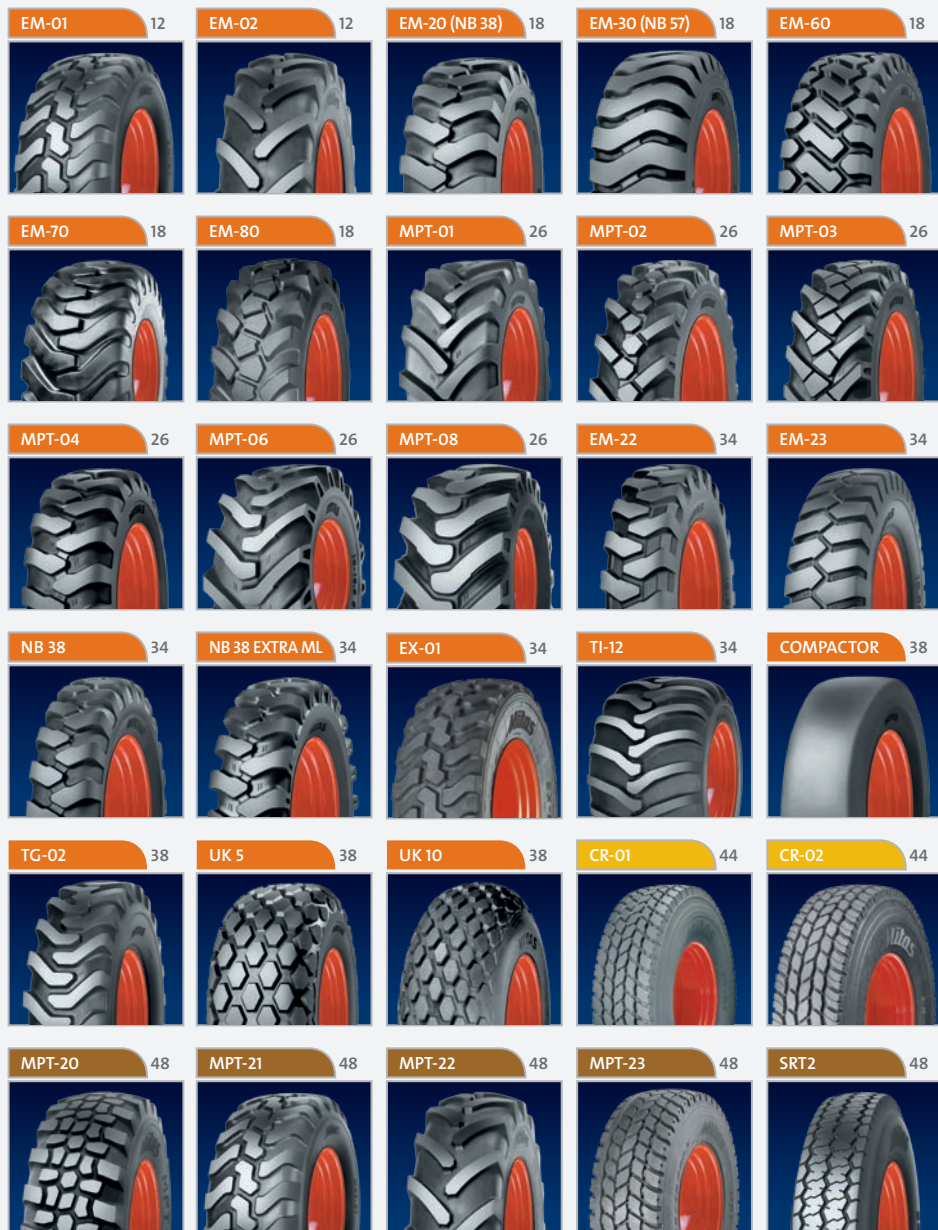 EM-01 12 EM-02 12 EM-20 (NB 38) 18 EM-30 (NB 57) 18 EM-60 18
EM-70 18 EM-80 18 MPT-01 26 MPT-02 26 MPT-03 26
MPT-04 26 MPT-06 26 MPT-08 26 EM-22 34 EM-23 34
NB 38 34 NB 38 EXTRA ML 34 EX-01 34 TI-12 34 COMPACTOR 38
Mitas
TG-02 38 UK 5 38 UK 10 38 CR-01 44 CR-02 44
Mitas
MPT-20 48 MPT-21 48 MPT-22 48 MPT-23 48 SRT2 48